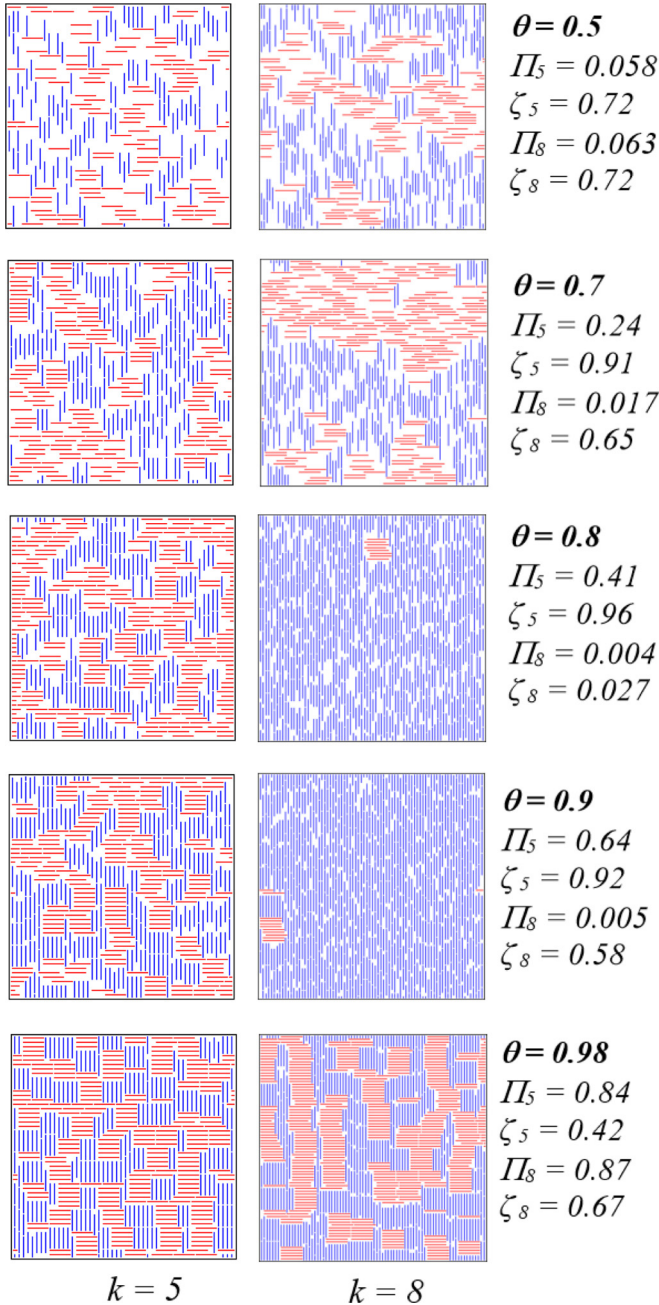 θ = 0.5
Π₅ = 0.058
ζ₅ = 0.72
Π₈ = 0.063
ζ₈ = 0.72
θ = 0.7
Π₅ = 0.24
ζ₅ = 0.91
Π₈ = 0.017
ζ₈ = 0.65
θ = 0.8
Π₅ = 0.41
ζ₅ = 0.96
Π₈ = 0.004
ζ₈ = 0.027
θ = 0.9
Π₅ = 0.64
ζ₅ = 0.92
Π₈ = 0.005
ζ₈ = 0.58
θ = 0.98
Π₅ = 0.84
ζ₅ = 0.42
Π₈ = 0.87
ζ₈ = 0.67
k = 5 k = 8